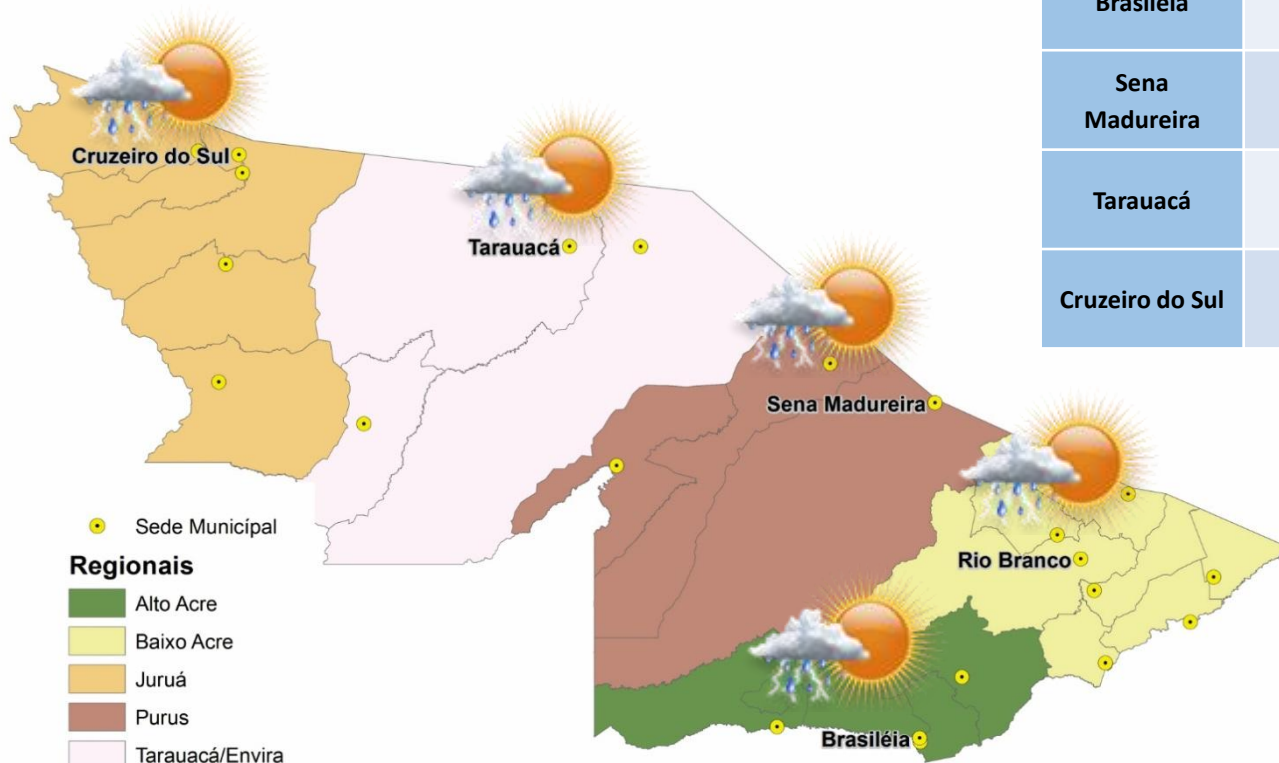 Brasiléia
Sena
Madureira
Tarauacá
Cruzeiro do Sul
Cruzeiro do Sul
Tarauacá
Sena Madureira
Rio Branco
Brasiléia
Sede Municípal
Regionais
Alto Acre
Baixo Acre
Juruá
Purus
Tarauacá/Envira